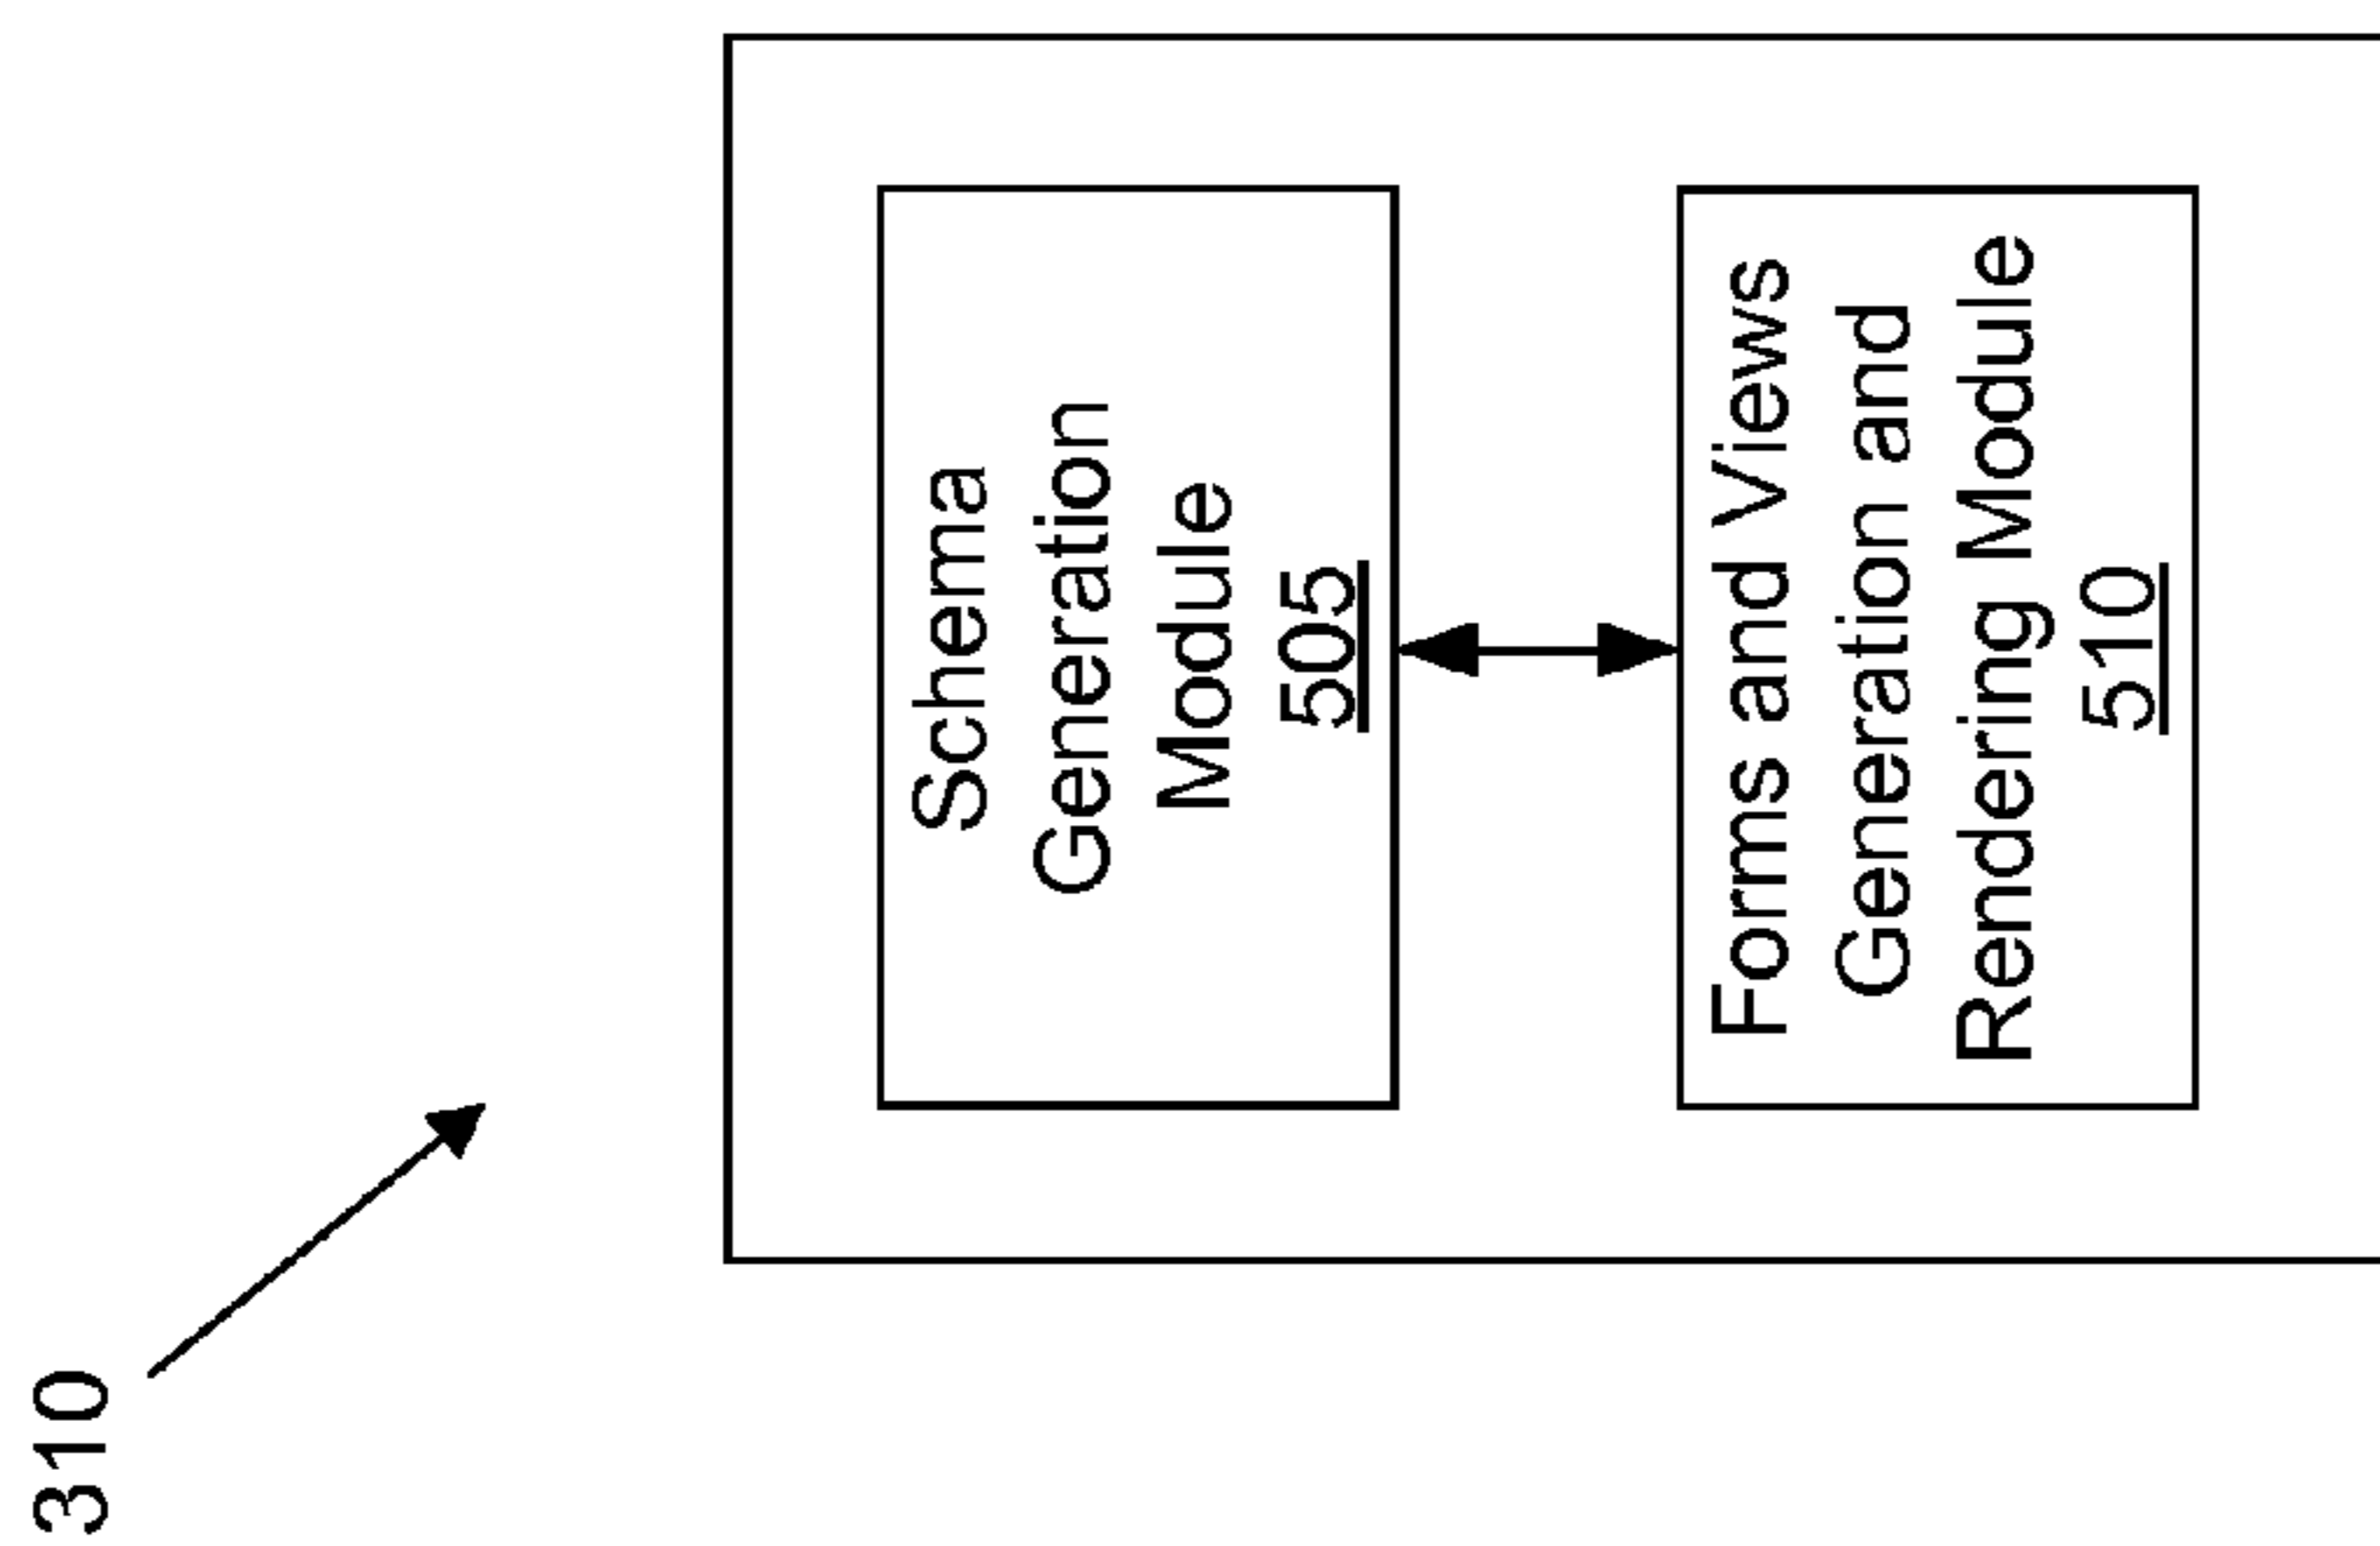 310
Schema
Generation
Module
505
Forms and Views
Generation and
Rendering Module
510